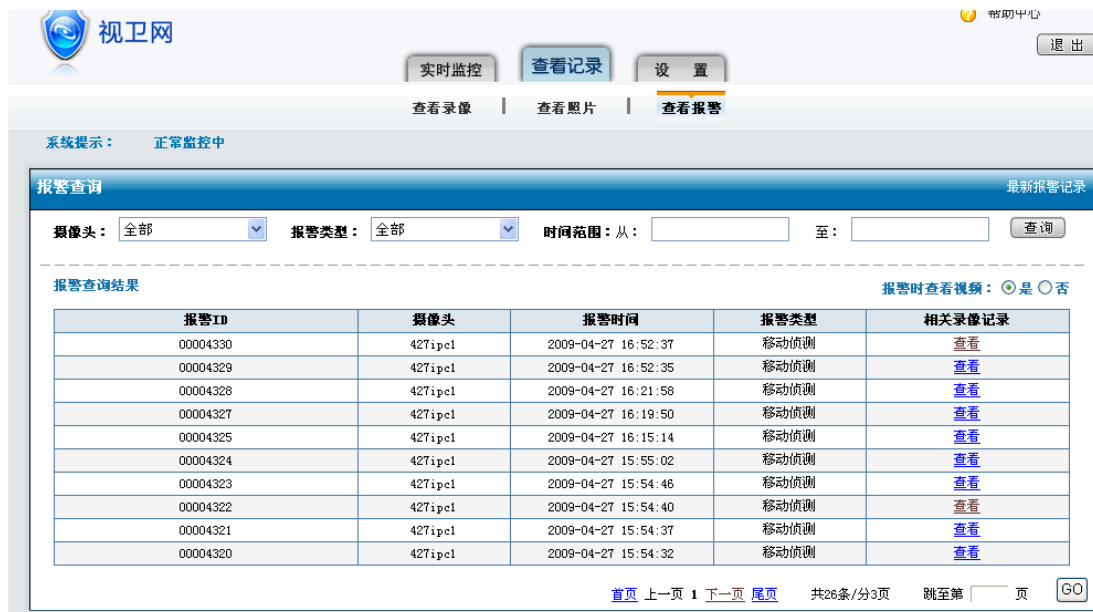 帮助中心
视卫网
退 出
实时监控 查看记录 设 置
查看录像 | 查看照片 | 查看报警
系统提示： 正常监控中
报警查询 最新报警记录
摄像头： 全部 报警类型： 全部 时间范围：从： 至： 查询
报警查询结果 报警时查看视频： 是 否
报警ID 摄像头 报警时间 报警类型 相关录像记录
00004330 427ipc1 2009-04-27 16:52:37 移动侦测 查看
00004329 427ipc1 2009-04-27 16:52:35 移动侦测 查看
00004328 427ipc1 2009-04-27 16:21:58 移动侦测 查看
00004327 427ipc1 2009-04-27 16:19:50 移动侦测 查看
00004325 427ipc1 2009-04-27 16:15:14 移动侦测 查看
00004324 427ipc1 2009-04-27 15:55:02 移动侦测 查看
00004323 427ipc1 2009-04-27 15:54:46 移动侦测 查看
00004322 427ipc1 2009-04-27 15:54:40 移动侦测 查看
00004321 427ipc1 2009-04-27 15:54:37 移动侦测 查看
00004320 427ipc1 2009-04-27 15:54:32 移动侦测 查看
首页 上一页 1 下一页 尾页 共26条/分3页 跳至第 页 GO